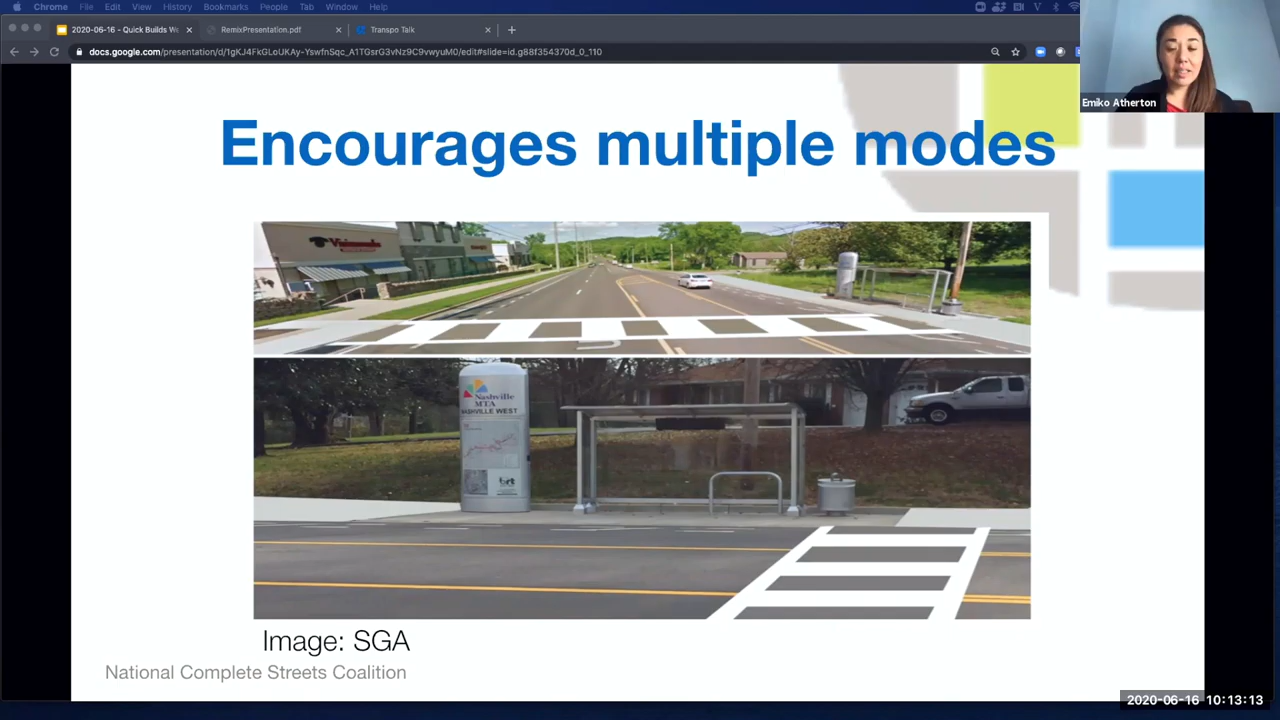 Chrome File Edit View History Bookmarks People Tab Window Help
2020-06-16 - Quick Builds We
RemixPresentation.pdf
Transpo Talk
docs.google.com/presentation/d/1gKJ4FkGLoUKAy-YswfnSqc_A1TGsrG3vNz9C9vwyuM0/edit#slide=id.g88f354370d_0_110
Emiko Atherton
Encourages multiple modes
Nashville
MTA
NASHVILLE WEST
brt
Image: SGA
National Complete Streets Coalition
2020-06-16 10:13:13